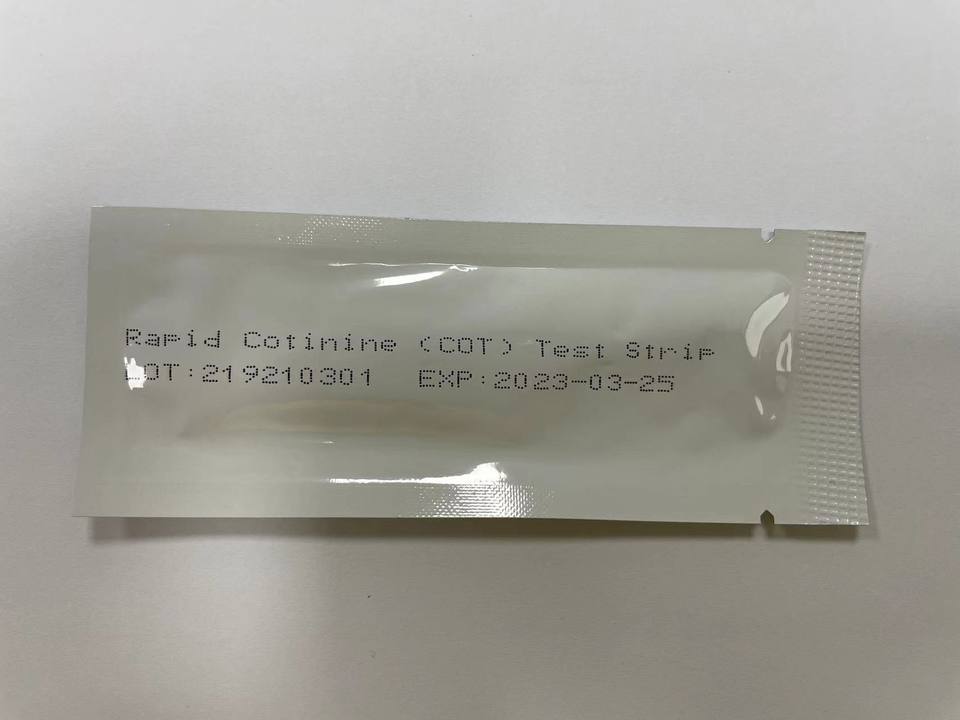 Rapid Cotinine (COT) Test Strip
LOT:219210301 EXP:2023-03-25